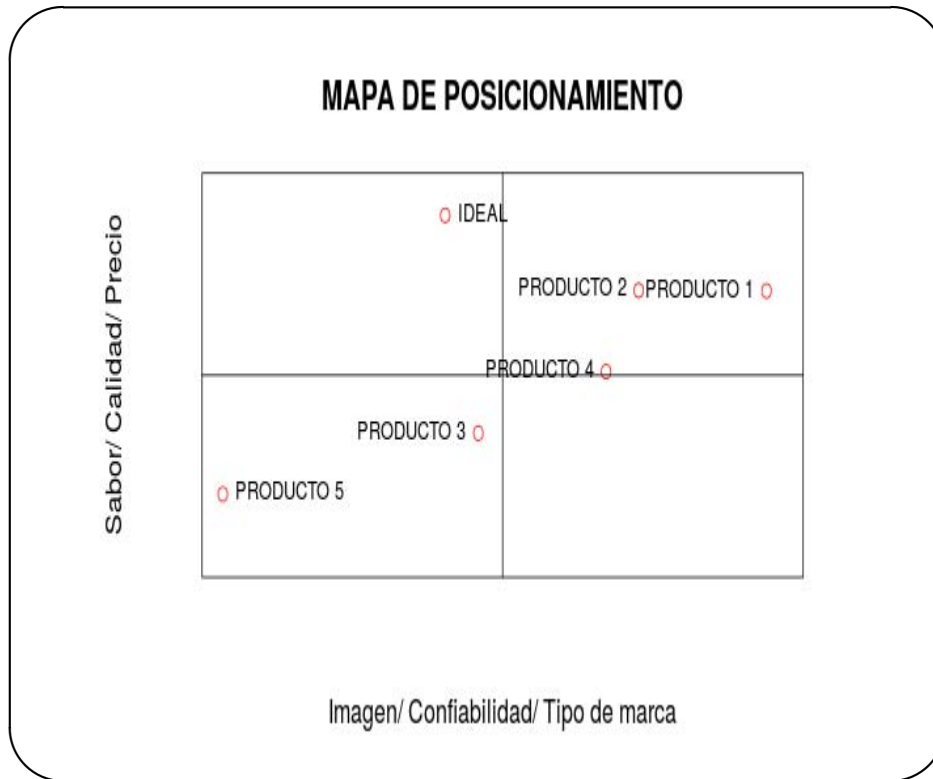 MAPA DE POSICIONAMIENTO
Sabor/ Calidad/ Precio
IDEAL
PRODUCTO 2
PRODUCTO 1
PRODUCTO 4
PRODUCTO 3
PRODUCTO 5
Imagen/ Confiabilidad/ Tipo de marca